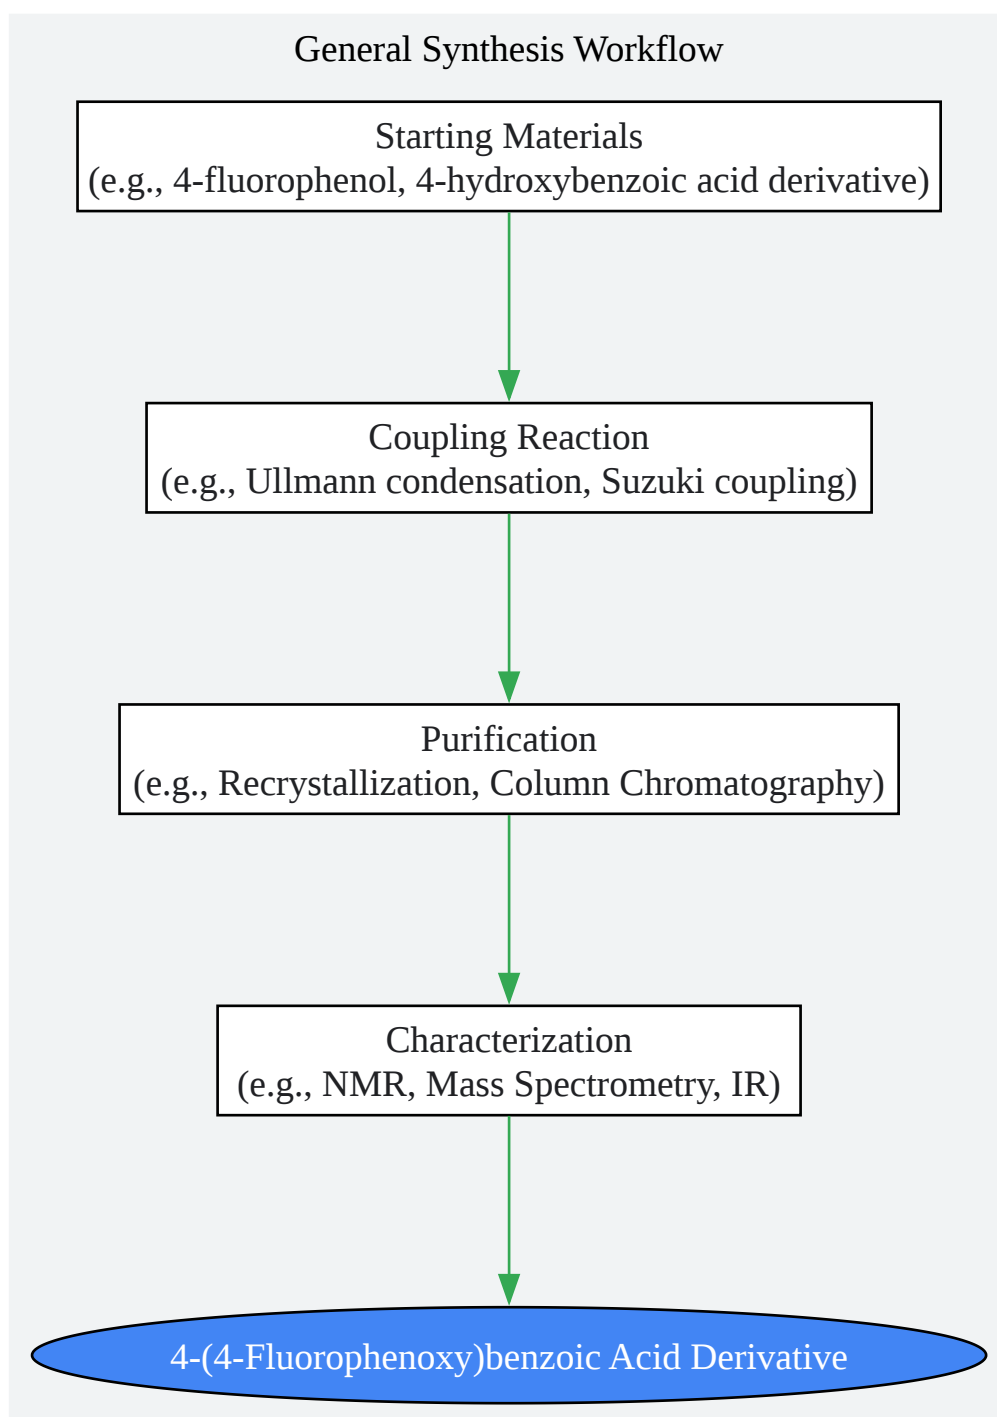 General Synthesis Workflow
Starting Materials
(e.g., 4-fluorophenol, 4-hydroxybenzoic acid derivative)
Coupling Reaction
(e.g., Ullmann condensation, Suzuki coupling)
Purification
(e.g., Recrystallization, Column Chromatography)
Characterization
(e.g., NMR, Mass Spectrometry, IR)
4-(4-Fluorophenoxy)benzoic Acid Derivative